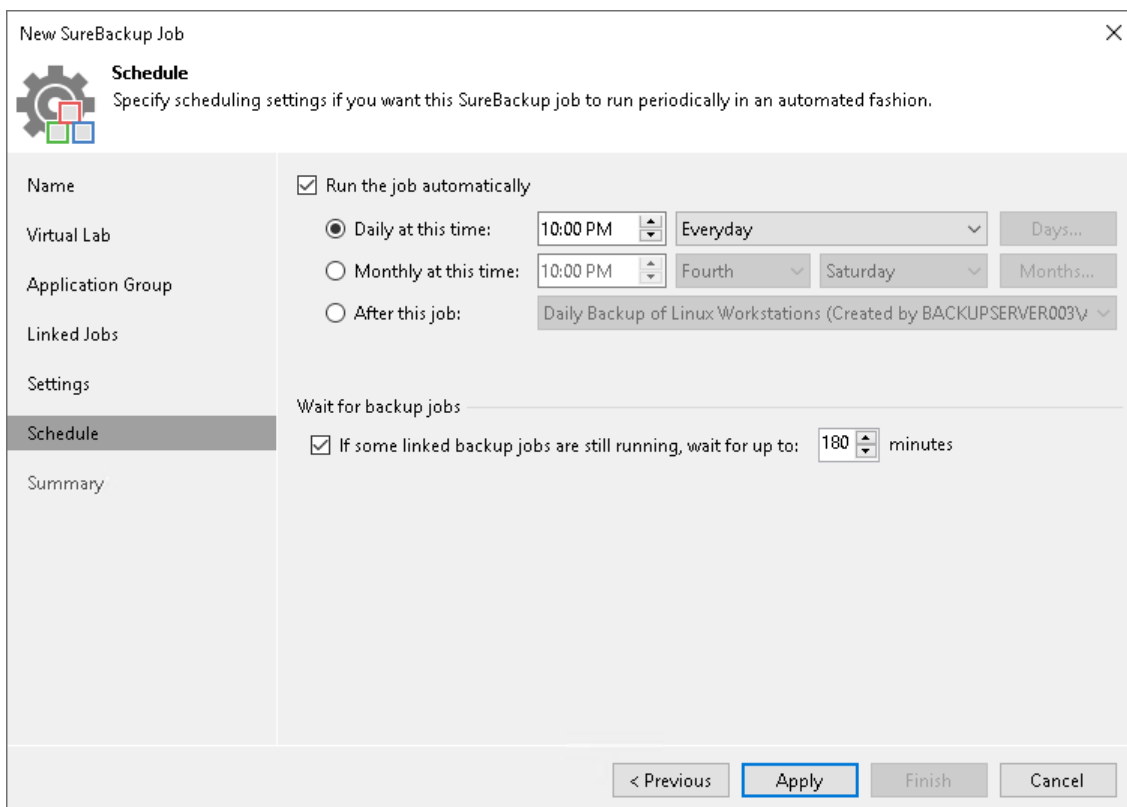 New SureBackup Job
Schedule
Specify scheduling settings if you want this SureBackup job to run periodically in an automated fashion.
Name
Virtual Lab
Application Group
Linked Jobs
Settings
Schedule
Summary
Run the job automatically
Daily at this time: 10:00 PM Everyday Days...
Monthly at this time: 10:00 PM Fourth Saturday Months...
After this job: Daily Backup of Linux Workstations (Created by BACKUPSERVER003\
Wait for backup jobs
If some linked backup jobs are still running, wait for up to: 180 minutes
< Previous Apply Finish Cancel